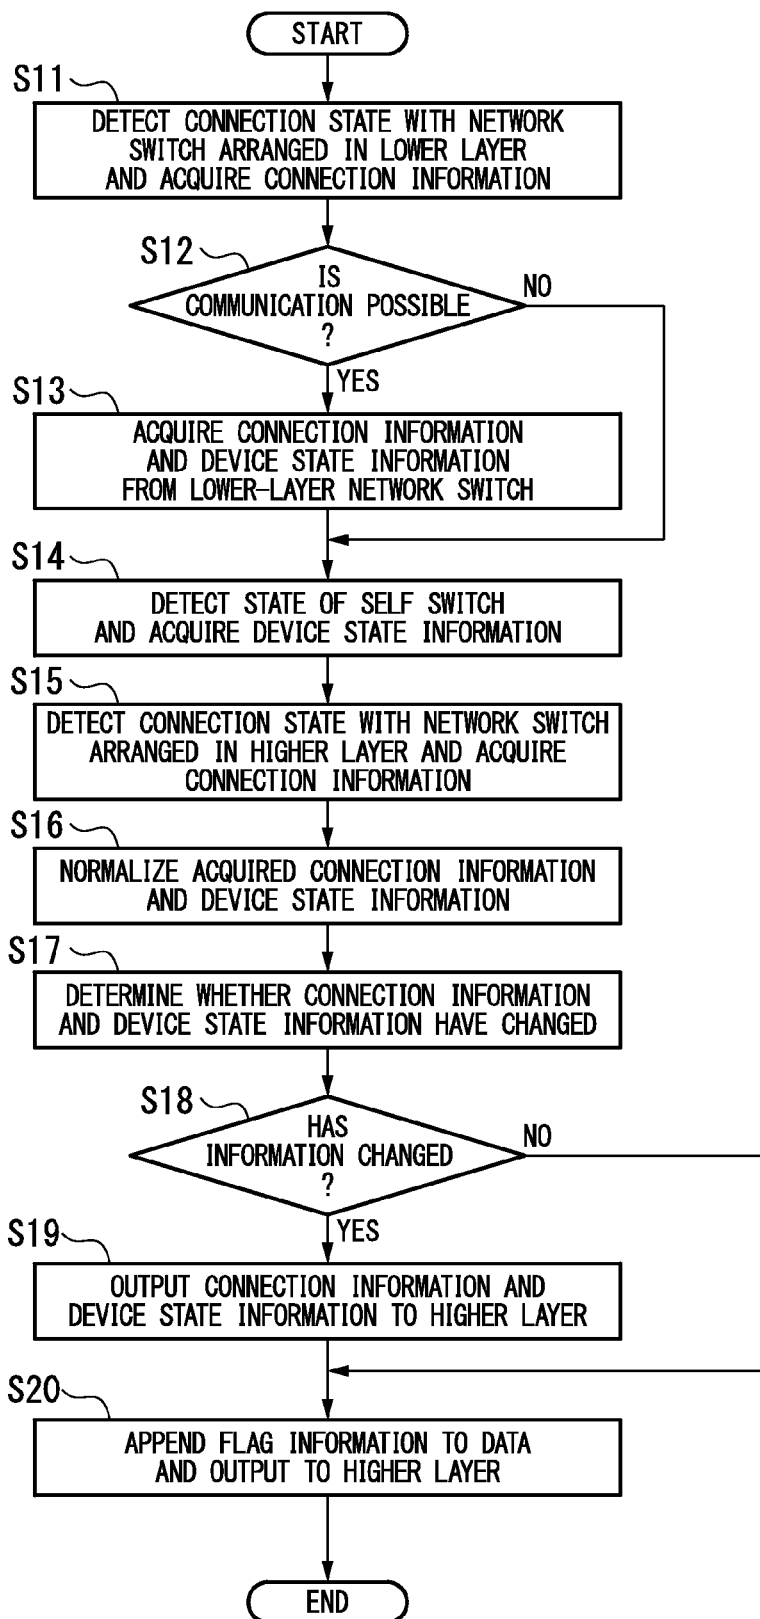 START
S11
DETECT CONNECTION STATE WITH NETWORK
SWITCH ARRANGED IN LOWER LAYER
AND ACQUIRE CONNECTION INFORMATION
S12
IS
COMMUNICATION POSSIBLE
?
NO
YES
S13
ACQUIRE CONNECTION INFORMATION
AND DEVICE STATE INFORMATION
FROM LOWER-LAYER NETWORK SWITCH
S14
DETECT STATE OF SELF SWITCH
AND ACQUIRE DEVICE STATE INFORMATION
S15
DETECT CONNECTION STATE WITH NETWORK SWITCH
ARRANGED IN HIGHER LAYER AND ACQUIRE
CONNECTION INFORMATION
S16
NORMALIZE ACQUIRED CONNECTION INFORMATION
AND DEVICE STATE INFORMATION
S17
DETERMINE WHETHER CONNECTION INFORMATION
AND DEVICE STATE INFORMATION HAVE CHANGED
S18
HAS
INFORMATION CHANGED
?
NO
YES
S19
OUTPUT CONNECTION INFORMATION AND
DEVICE STATE INFORMATION TO HIGHER LAYER
S20
APPEND FLAG INFORMATION TO DATA
AND OUTPUT TO HIGHER LAYER
END